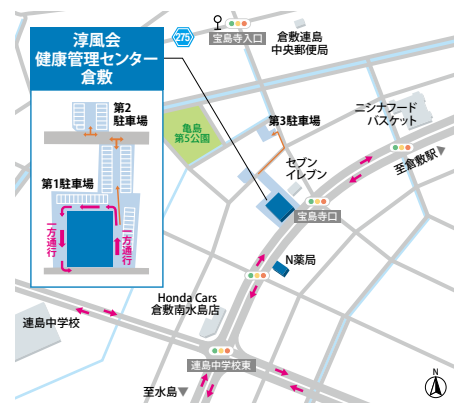 淳風会
健康管理センター
倉敷
275
宝島寺入口
倉敷連島
中央郵便局
第2
駐車場
第1駐車場
一方通行
一方通行
亀島
第5公園
第3駐車場
ニシナフード
バスケット
セブン
イレブン
至倉敷駅▶
宝島寺口
N薬局
Honda Cars
倉敷南水島店
連島中学校
連島中学校東
至水島▼
N